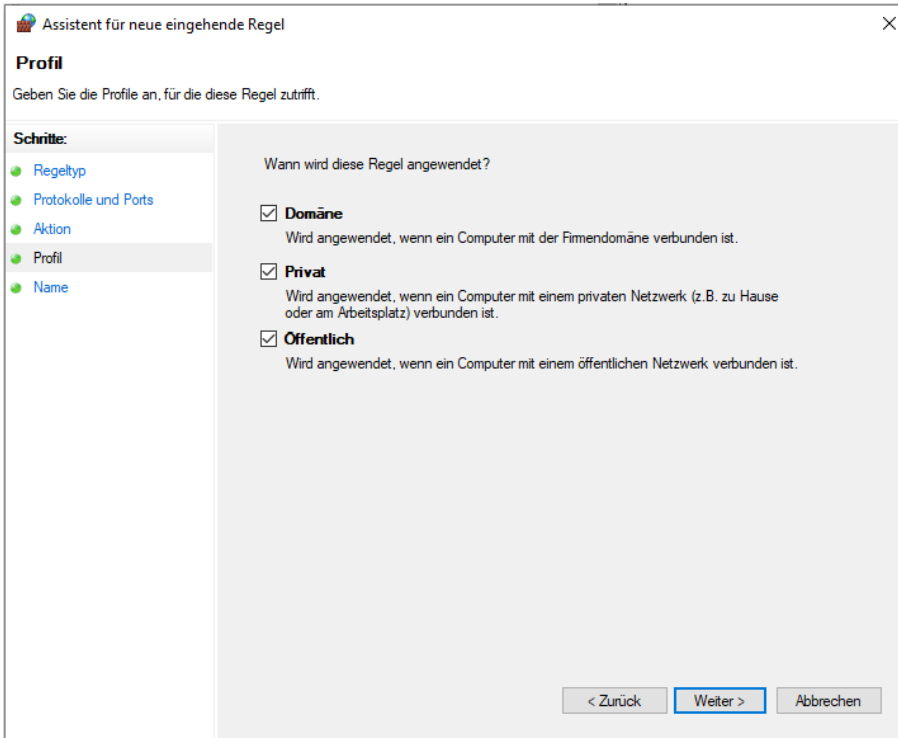 Assistent für neue eingehende Regel
Profil
Geben Sie die Profile an, für die diese Regel zutrifft.
Schritte:
Regeltyp
Protokolle und Ports
Aktion
Profil
Name
Wann wird diese Regel angewendet?
Domäne
Wird angewendet, wenn ein Computer mit der Firmendomäne verbunden ist.
Privat
Wird angewendet, wenn ein Computer mit einem privaten Netzwerk (z.B. zu Hause
oder am Arbeitsplatz) verbunden ist.
Öffentlich
Wird angewendet, wenn ein Computer mit einem öffentlichen Netzwerk verbunden ist.
< Zurück
Weiter >
Abbrechen